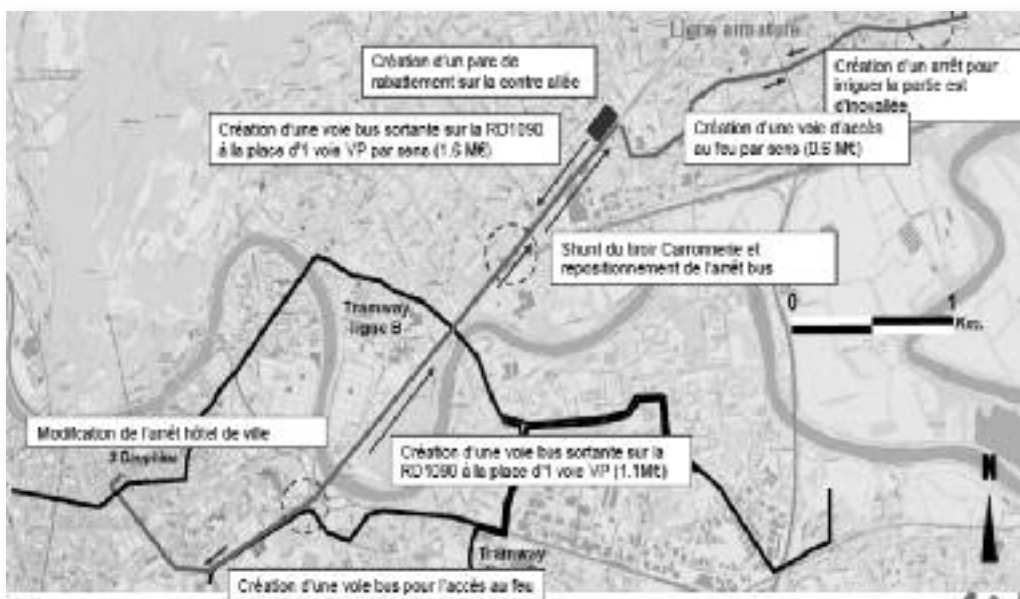 Ligne armature
Création d'un parc de
rabattement sur la contre allée
Création d'un arrêt pour
irriguer la partie est
d'Inovallée
Création d'une voie bus sortante sur la RD1090
à la place d'1 voie VP par sens (1.6 M€)
Création d'une voie d'accès
au feu par sens (0.6 M€)
Shunt du tiroir Carronnerie et
repositionnement de l'arrêt bus
0 1
Km.
Tramway
ligne B
Modification de l'arrêt hôtel de ville
3 Dauphins
Création d'une voie bus sortante sur la
RD1090 à la place d'1 voie VP (1.1M€)
N
Tramway
Création d'une voie bus pour l'accès au feu